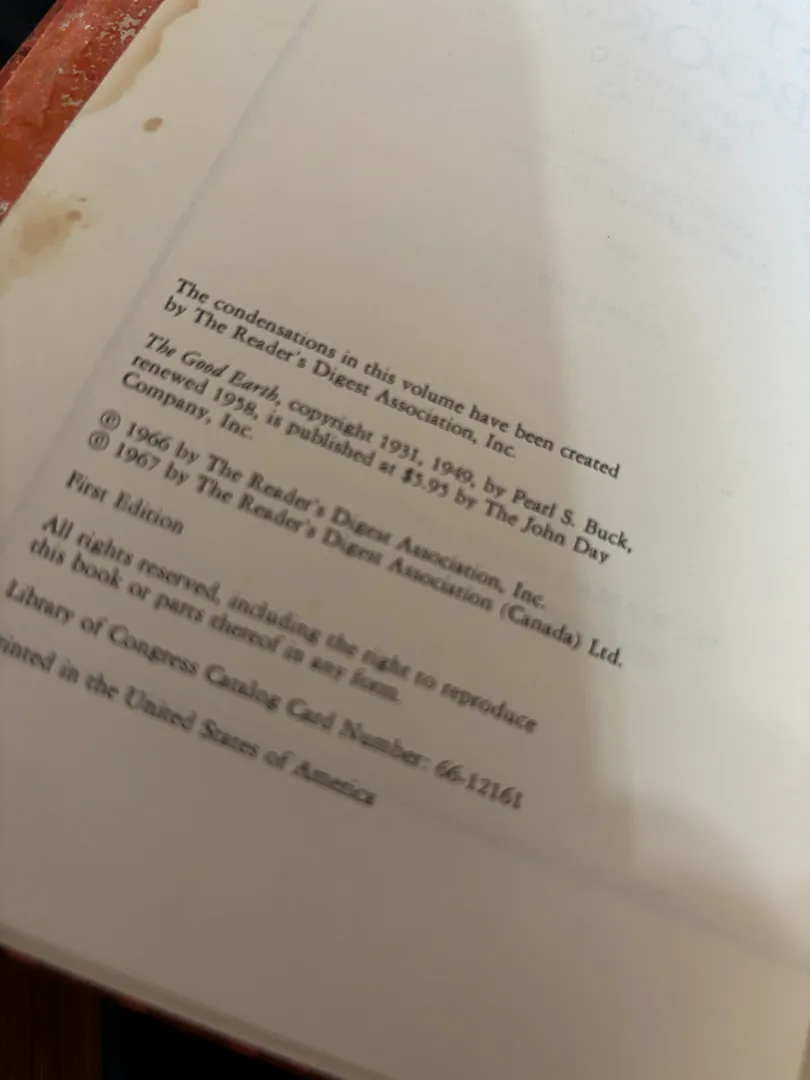 The condensations in this volume have been created
by The Reader's Digest Association, Inc.
The Good Earth, copyright 1931, 1949, by Pearl S. Buck,
renewed 1958, is published at $5.95 by The John Day
Company, Inc.
© 1966 by The Reader's Digest Association, Inc.
© 1967 by The Reader's Digest Association (Canada) Ltd.
First Edition
All rights reserved, including the right to reproduce
this book or parts thereof in any form.
Library of Congress Catalog Card Number: 66-12161
rinted in the United States of America